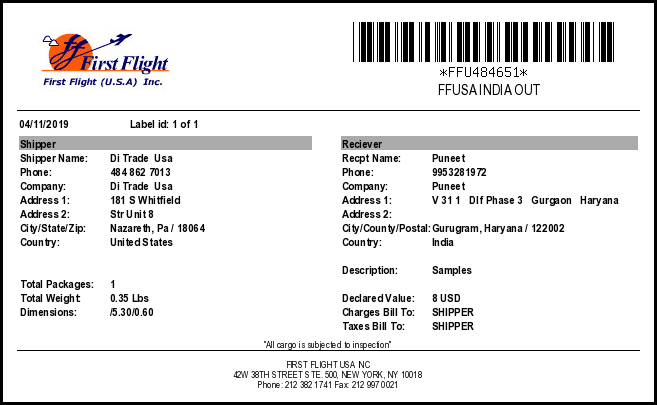 First Flight
First Flight (U.S.A) Inc.
*FFU484651*
FFUSA INDIA OUT
04/11/2019 Label id: 1 of 1
Shipper
Shipper Name: Di Trade Usa
Phone: 484 862 7013
Company: Di Trade Usa
Address 1: 181 S Whitfield
Address 2: Str Unit 8
City/State/Zip: Nazareth, Pa / 18064
Country: United States
Total Packages: 1
Total Weight: 0.35 Lbs
Dimensions: /5.30/0.60
Reciever
Recpt Name: Puneet
Phone: 9953281972
Company: Puneet
Address 1: V 31 1 Dlf Phase 3 Gurgaon Haryana
Address 2:
City/County/Postal: Gurugram, Haryana / 122002
Country: India
Description: Samples
Declared Value: 8 USD
Charges Bill To: SHIPPER
Taxes Bill To: SHIPPER
"All cargo is subjected to inspection"
FIRST FLIGHT USA INC
42W 38TH STREET STE. 500, NEW YORK, NY 10018
Phone: 212 382 1741 Fax: 212 997 0021